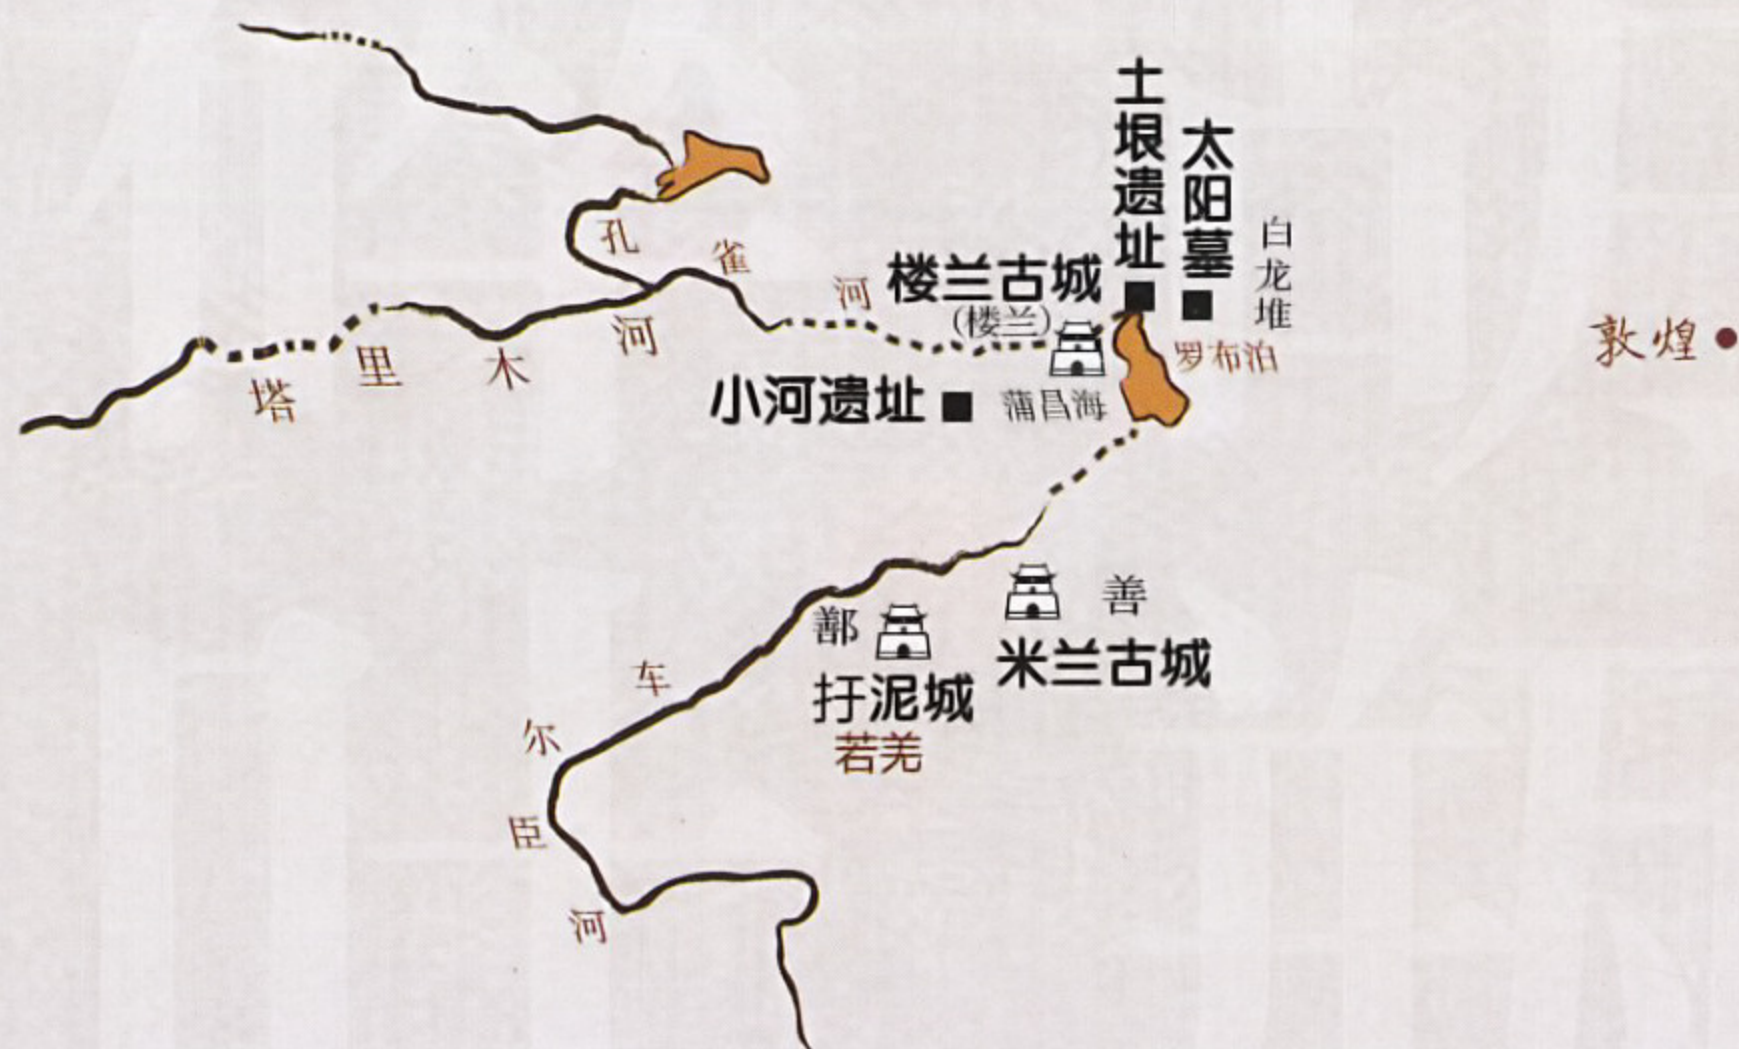 土垠遗址
太阳墓
白龙堆
孔雀河
楼兰古城
(楼兰)
罗布泊
敦煌
塔里木河
小河遗址
蒲昌海
鄯善
米兰古城
扜泥城
若羌
车尔臣河